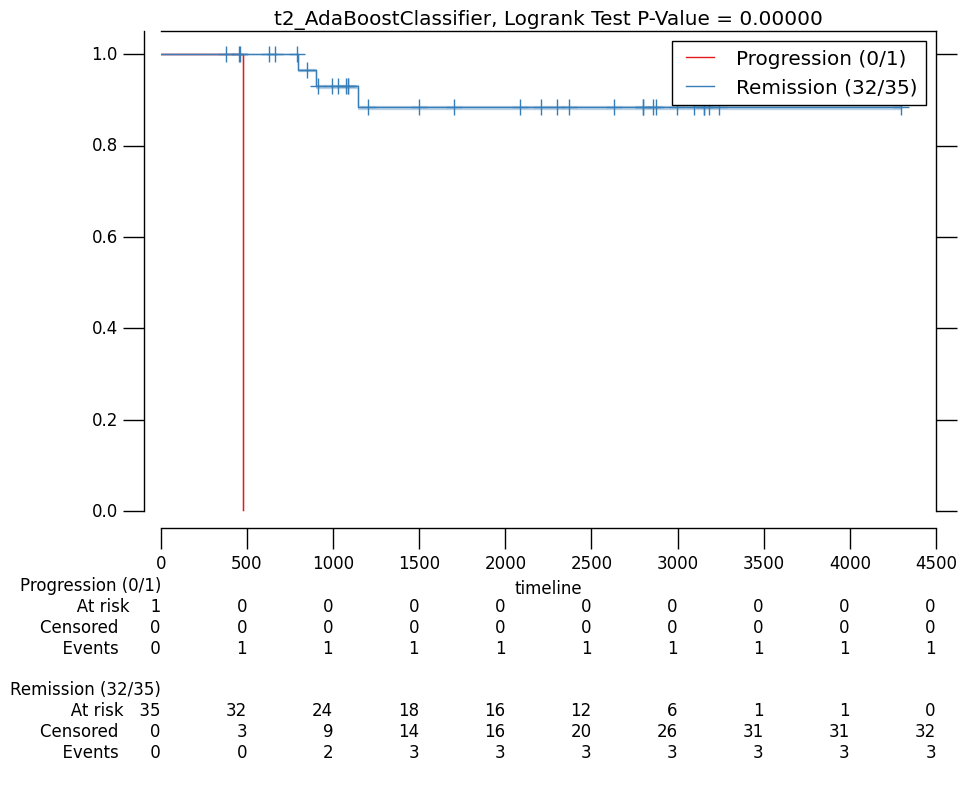 t2_AdaBoostClassifier, Logrank Test P-Value = 0.00000
Progression (0/1)
Remission (32/35)
1.0
0.8
0.6
0.4
0.2
0.0
0 500 1000 1500 2000 2500 3000 3500 4000 4500
timeline
Progression (0/1)
At risk 1 0 0 0 0 0 0 0 0 0
Censored 0 0 0 0 0 0 0 0 0 0
Events 0 1 1 1 1 1 1 1 1 1
Remission (32/35)
At risk 35 32 24 18 16 12 6 1 1 0
Censored 0 3 9 14 16 20 26 31 31 32
Events 0 0 2 3 3 3 3 3 3 3